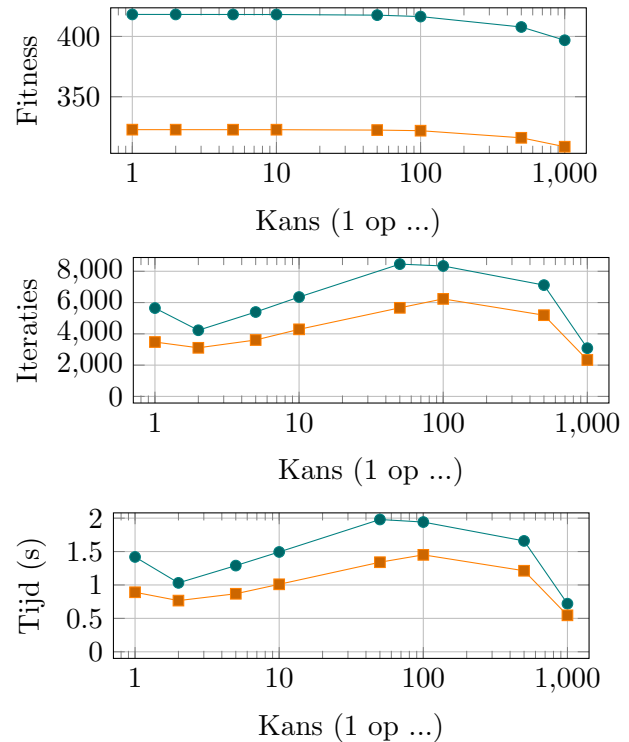 400
350
Fitness
1 10 100 1,000
Kans (1 op ...)
8,000
6,000
4,000
2,000
0
Iteraties
1 10 100 1,000
Kans (1 op ...)
2
1.5
1
0.5
0
Tijd (s)
1 10 100 1,000
Kans (1 op ...)